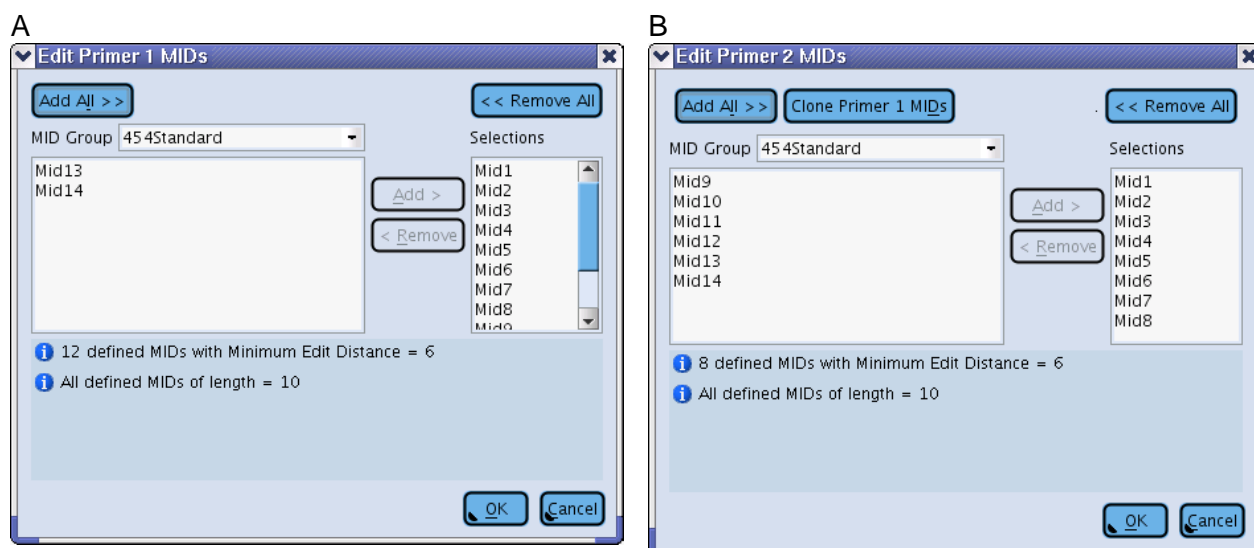 A
Edit Primer 1 MIDs
Add All >>
<< Remove All
MID Group 454Standard
Selections
Mid13
Mid14
Add >
< Remove
Mid1
Mid2
Mid3
Mid4
Mid5
Mid6
Mid7
Mid8
Mid9
12 defined MIDs with Minimum Edit Distance = 6
All defined MIDs of length = 10
OK
Cancel
B
Edit Primer 2 MIDs
Add All >>
Clone Primer 1 MIDs
. << Remove All
MID Group 454Standard
Selections
Mid9
Mid10
Mid11
Mid12
Mid13
Mid14
Add >
< Remove
Mid1
Mid2
Mid3
Mid4
Mid5
Mid6
Mid7
Mid8
8 defined MIDs with Minimum Edit Distance = 6
All defined MIDs of length = 10
OK
Cancel